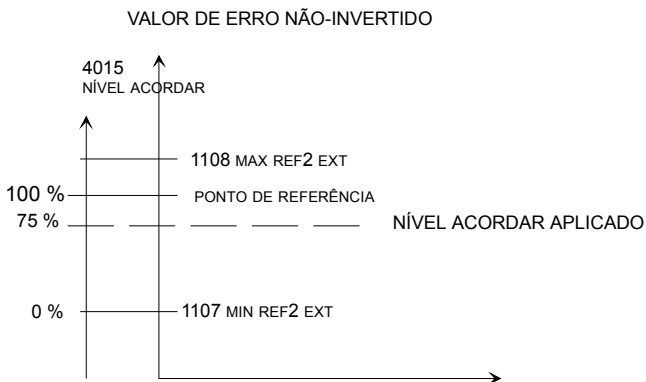 VALOR DE ERRO NÃO-INVERTIDO
4015
NÍVEL ACORDAR
1108 MAX REF2 EXT
100 %
PONTO DE REFERÊNCIA
75 %
NÍVEL ACORDAR APLICADO
0 %
1107 MIN REF2 EXT